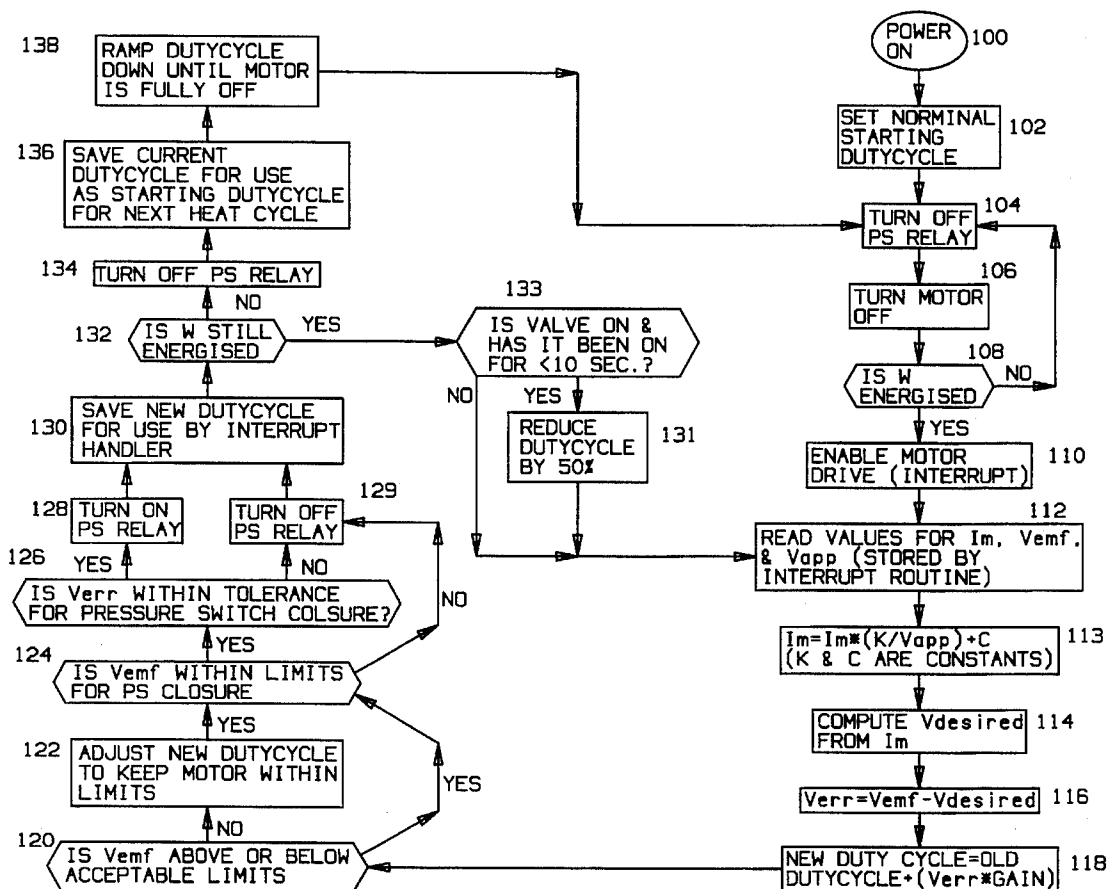 POWER
ON
100
SET NORMINAL
STARTING
DUTYCYCLE
102
TURN OFF
PS RELAY
104
TURN MOTOR
OFF
106
IS W
ENERGISED
108
NO
YES
ENABLE MOTOR
DRIVE (INTERRUPT)
110
112
READ VALUES FOR Im, Vemf,
& Vapp (STORED BY
INTERRUPT ROUTINE)
Im=Im*(K/Vapp)+C
(K & C ARE CONSTANTS)
113
COMPUTE Vdesired
FROM Im
114
Verr=Vemf-Vdesired
116
NEW DUTY CYCLE=OLD
DUTYCYCLE+(Verr*GAIN)
118
120
IS Vemf ABOVE OR BELOW
ACCEPTABLE LIMITS
NO
YES
122
ADJUST NEW DUTYCYCLE
TO KEEP MOTOR WITHIN
LIMITS
YES
124
IS Vemf WITHIN LIMITS
FOR PS CLOSURE
YES
NO
126
IS Verr WITHIN TOLERANCE
FOR PRESSURE SWITCH COLSURE?
YES
NO
128
TURN ON
PS RELAY
129
TURN OFF
PS RELAY
130
SAVE NEW DUTYCYCLE
FOR USE BY INTERRUPT
HANDLER
132
IS W STILL
ENERGISED
YES
NO
133
IS VALVE ON &
HAS IT BEEN ON
FOR <10 SEC.?
NO
YES
REDUCE
DUTYCYCLE
BY 50%
131
134
TURN OFF PS RELAY
136
SAVE CURRENT
DUTYCYCLE FOR USE
AS STARTING DUTYCYCLE
FOR NEXT HEAT CYCLE
138
RAMP DUTYCYCLE
DOWN UNTIL MOTOR
IS FULLY OFF